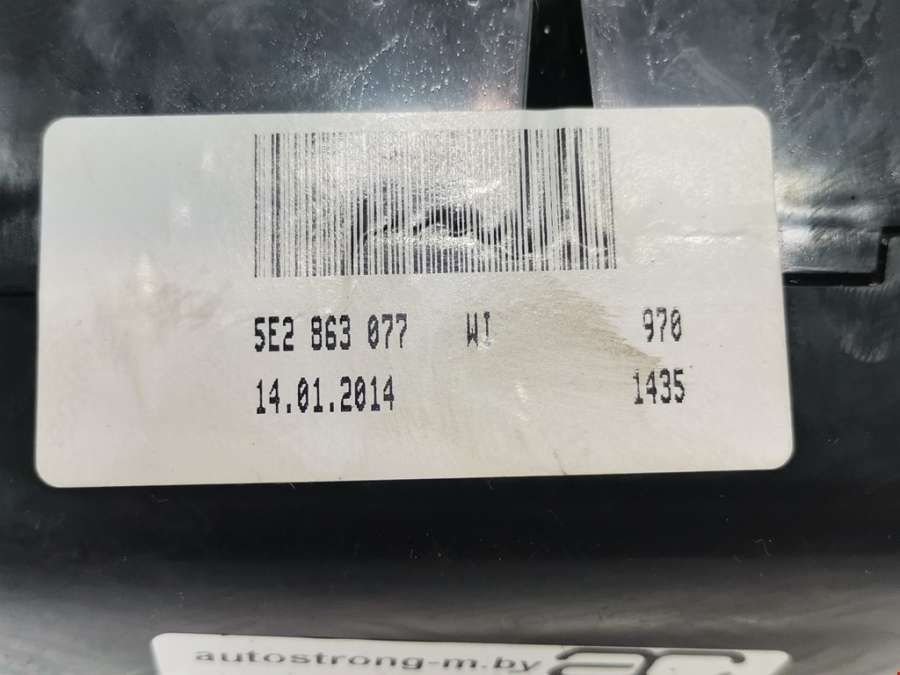 5E2 863 077 WI 970
14.01.2014 1435
autostrong-m.by